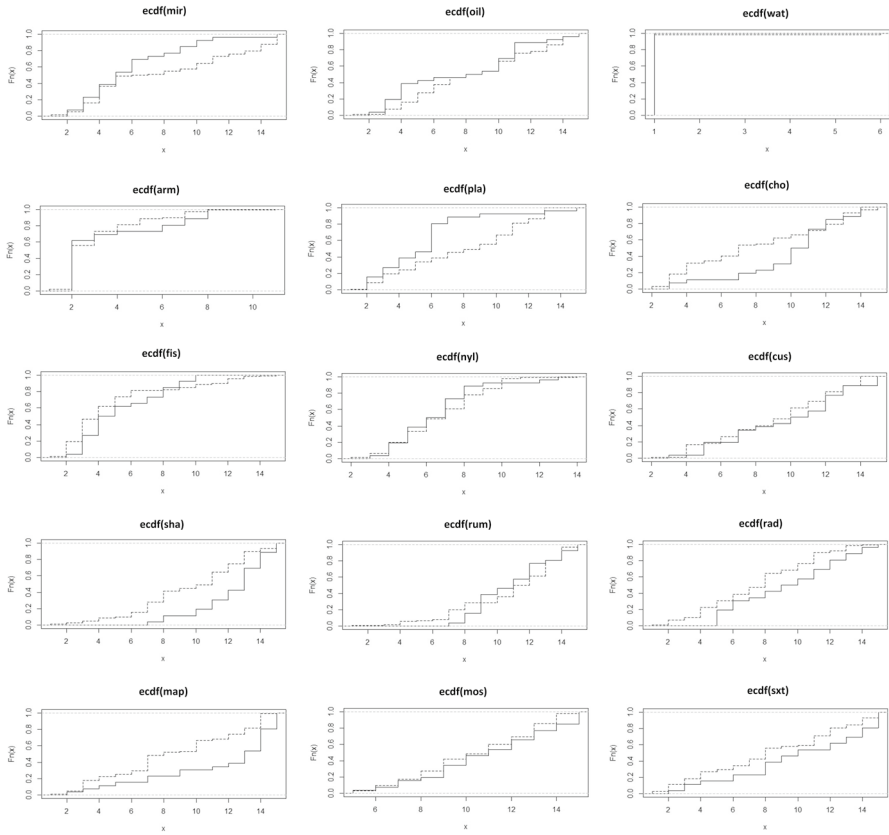 ecdf(mir)
Fn(x)
0.0 0.2 0.4 0.6 0.8 1.0
2 4 6 8 10 12 14
x
ecdf(oil)
Fn(x)
0.0 0.2 0.4 0.6 0.8 1.0
2 4 6 8 10 12 14
x
ecdf(wat)
Fn(x)
0.0 0.2 0.4 0.6 0.8 1.0
1 2 3 4 5 6
x
ecdf(arm)
Fn(x)
0.0 0.2 0.4 0.6 0.8 1.0
2 4 6 8 10
x
ecdf(pla)
Fn(x)
0.0 0.2 0.4 0.6 0.8 1.0
2 4 6 8 10 12 14
x
ecdf(cho)
Fn(x)
0.0 0.2 0.4 0.6 0.8 1.0
2 4 6 8 10 12 14
x
ecdf(fis)
Fn(x)
0.0 0.2 0.4 0.6 0.8 1.0
2 4 6 8 10 12 14
x
ecdf(nyl)
Fn(x)
0.0 0.2 0.4 0.6 0.8 1.0
2 4 6 8 10 12 14
x
ecdf(cus)
Fn(x)
0.0 0.2 0.4 0.6 0.8 1.0
2 4 6 8 10 12 14
x
ecdf(sha)
Fn(x)
0.0 0.2 0.4 0.6 0.8 1.0
2 4 6 8 10 12 14
x
ecdf(rum)
Fn(x)
0.0 0.2 0.4 0.6 0.8 1.0
2 4 6 8 10 12 14
x
ecdf(rad)
Fn(x)
0.0 0.2 0.4 0.6 0.8 1.0
2 4 6 8 10 12 14
x
ecdf(map)
Fn(x)
0.0 0.2 0.4 0.6 0.8 1.0
2 4 6 8 10 12 14
x
ecdf(mos)
Fn(x)
0.0 0.2 0.4 0.6 0.8 1.0
6 8 10 12 14
x
ecdf(sxt)
Fn(x)
0.0 0.2 0.4 0.6 0.8 1.0
2 4 6 8 10 12 14
x